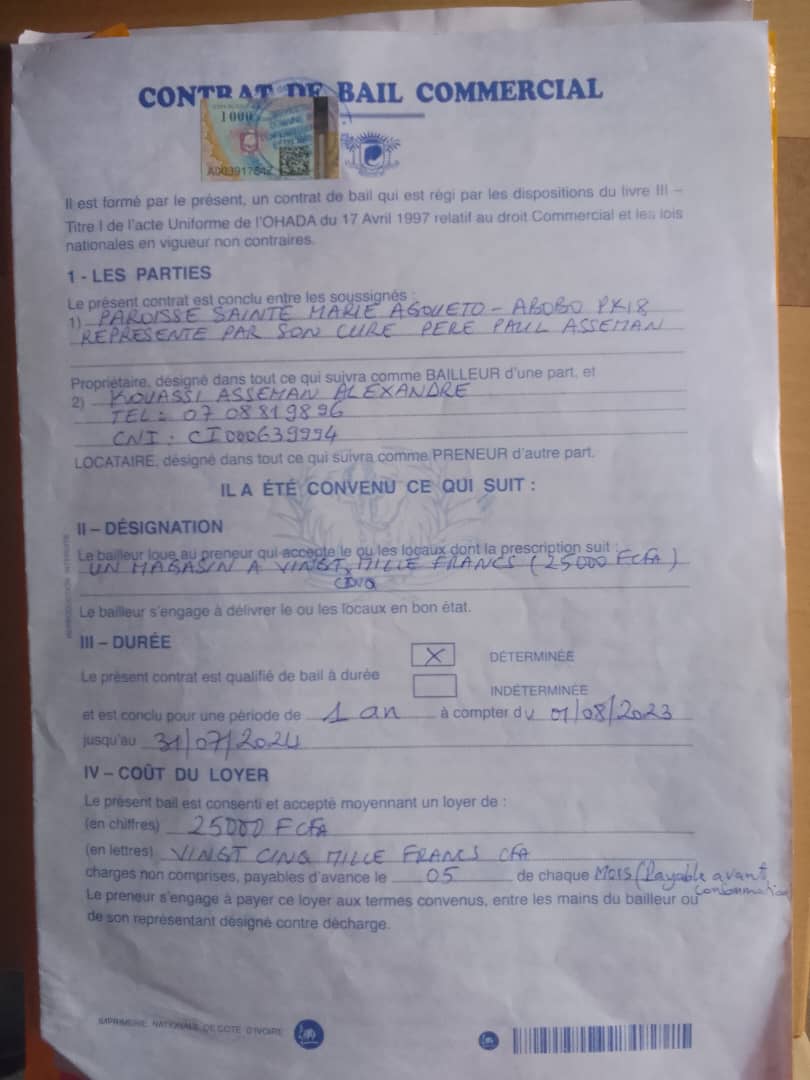 CONTRAT DE BAIL COMMERCIAL
1000
A003917542
Il est formé par le présent, un contrat de bail qui est régi par les dispositions du livre III –
Titre I de l'acte Uniforme de l'OHADA du 17 Avril 1997 relatif au droit Commercial et les lois
nationales en vigueur non contraires.
1 - LES PARTIES
Le présent contrat est conclu entre les soussignés :
1) PAROISSE SAINTE MARIE AGOUETO - ABOBO PK18
REPRESENTE PAR SON CURE PERE PAUL ASSEMAN
Propriétaire, désigné dans tout ce qui suivra comme BAILLEUR d'une part, et
2) KOUASSI ASSEMAN ALEXANDRE
TEL : 07 08819896
CNI : CI000639994
LOCATAIRE, désigné dans tout ce qui suivra comme PRENEUR d'autre part.
IL A ÉTÉ CONVENU CE QUI SUIT :
II – DÉSIGNATION
Le bailleur loue au preneur qui accepte le ou les locaux dont la prescription suit :
UN MAGASIN A VINGT MILLE FRANCS (25000 FCFA)
CINQ
Le bailleur s'engage à délivrer le ou les locaux en bon état.
III – DURÉE
X DÉTERMINÉE
Le présent contrat est qualifié de bail à durée
INDÉTERMINÉE
et est conclu pour une période de 1 an à compter du 01/08/2023
jusqu'au 31/07/2024
IV – COÛT DU LOYER
Le présent bail est consenti et accepté moyennant un loyer de :
(en chiffres) 25000 FCFA
(en lettres) VINGT CINQ MILLE FRANCS CFA
charges non comprises, payables d'avance le 05 de chaque Mois (Payable avant
consommation
Le preneur s'engage à payer ce loyer aux termes convenus, entre les mains du bailleur ou
de son représentant désigné contre décharge.
IMPRIMERIE NATIONALE DE COTE D'IVOIRE